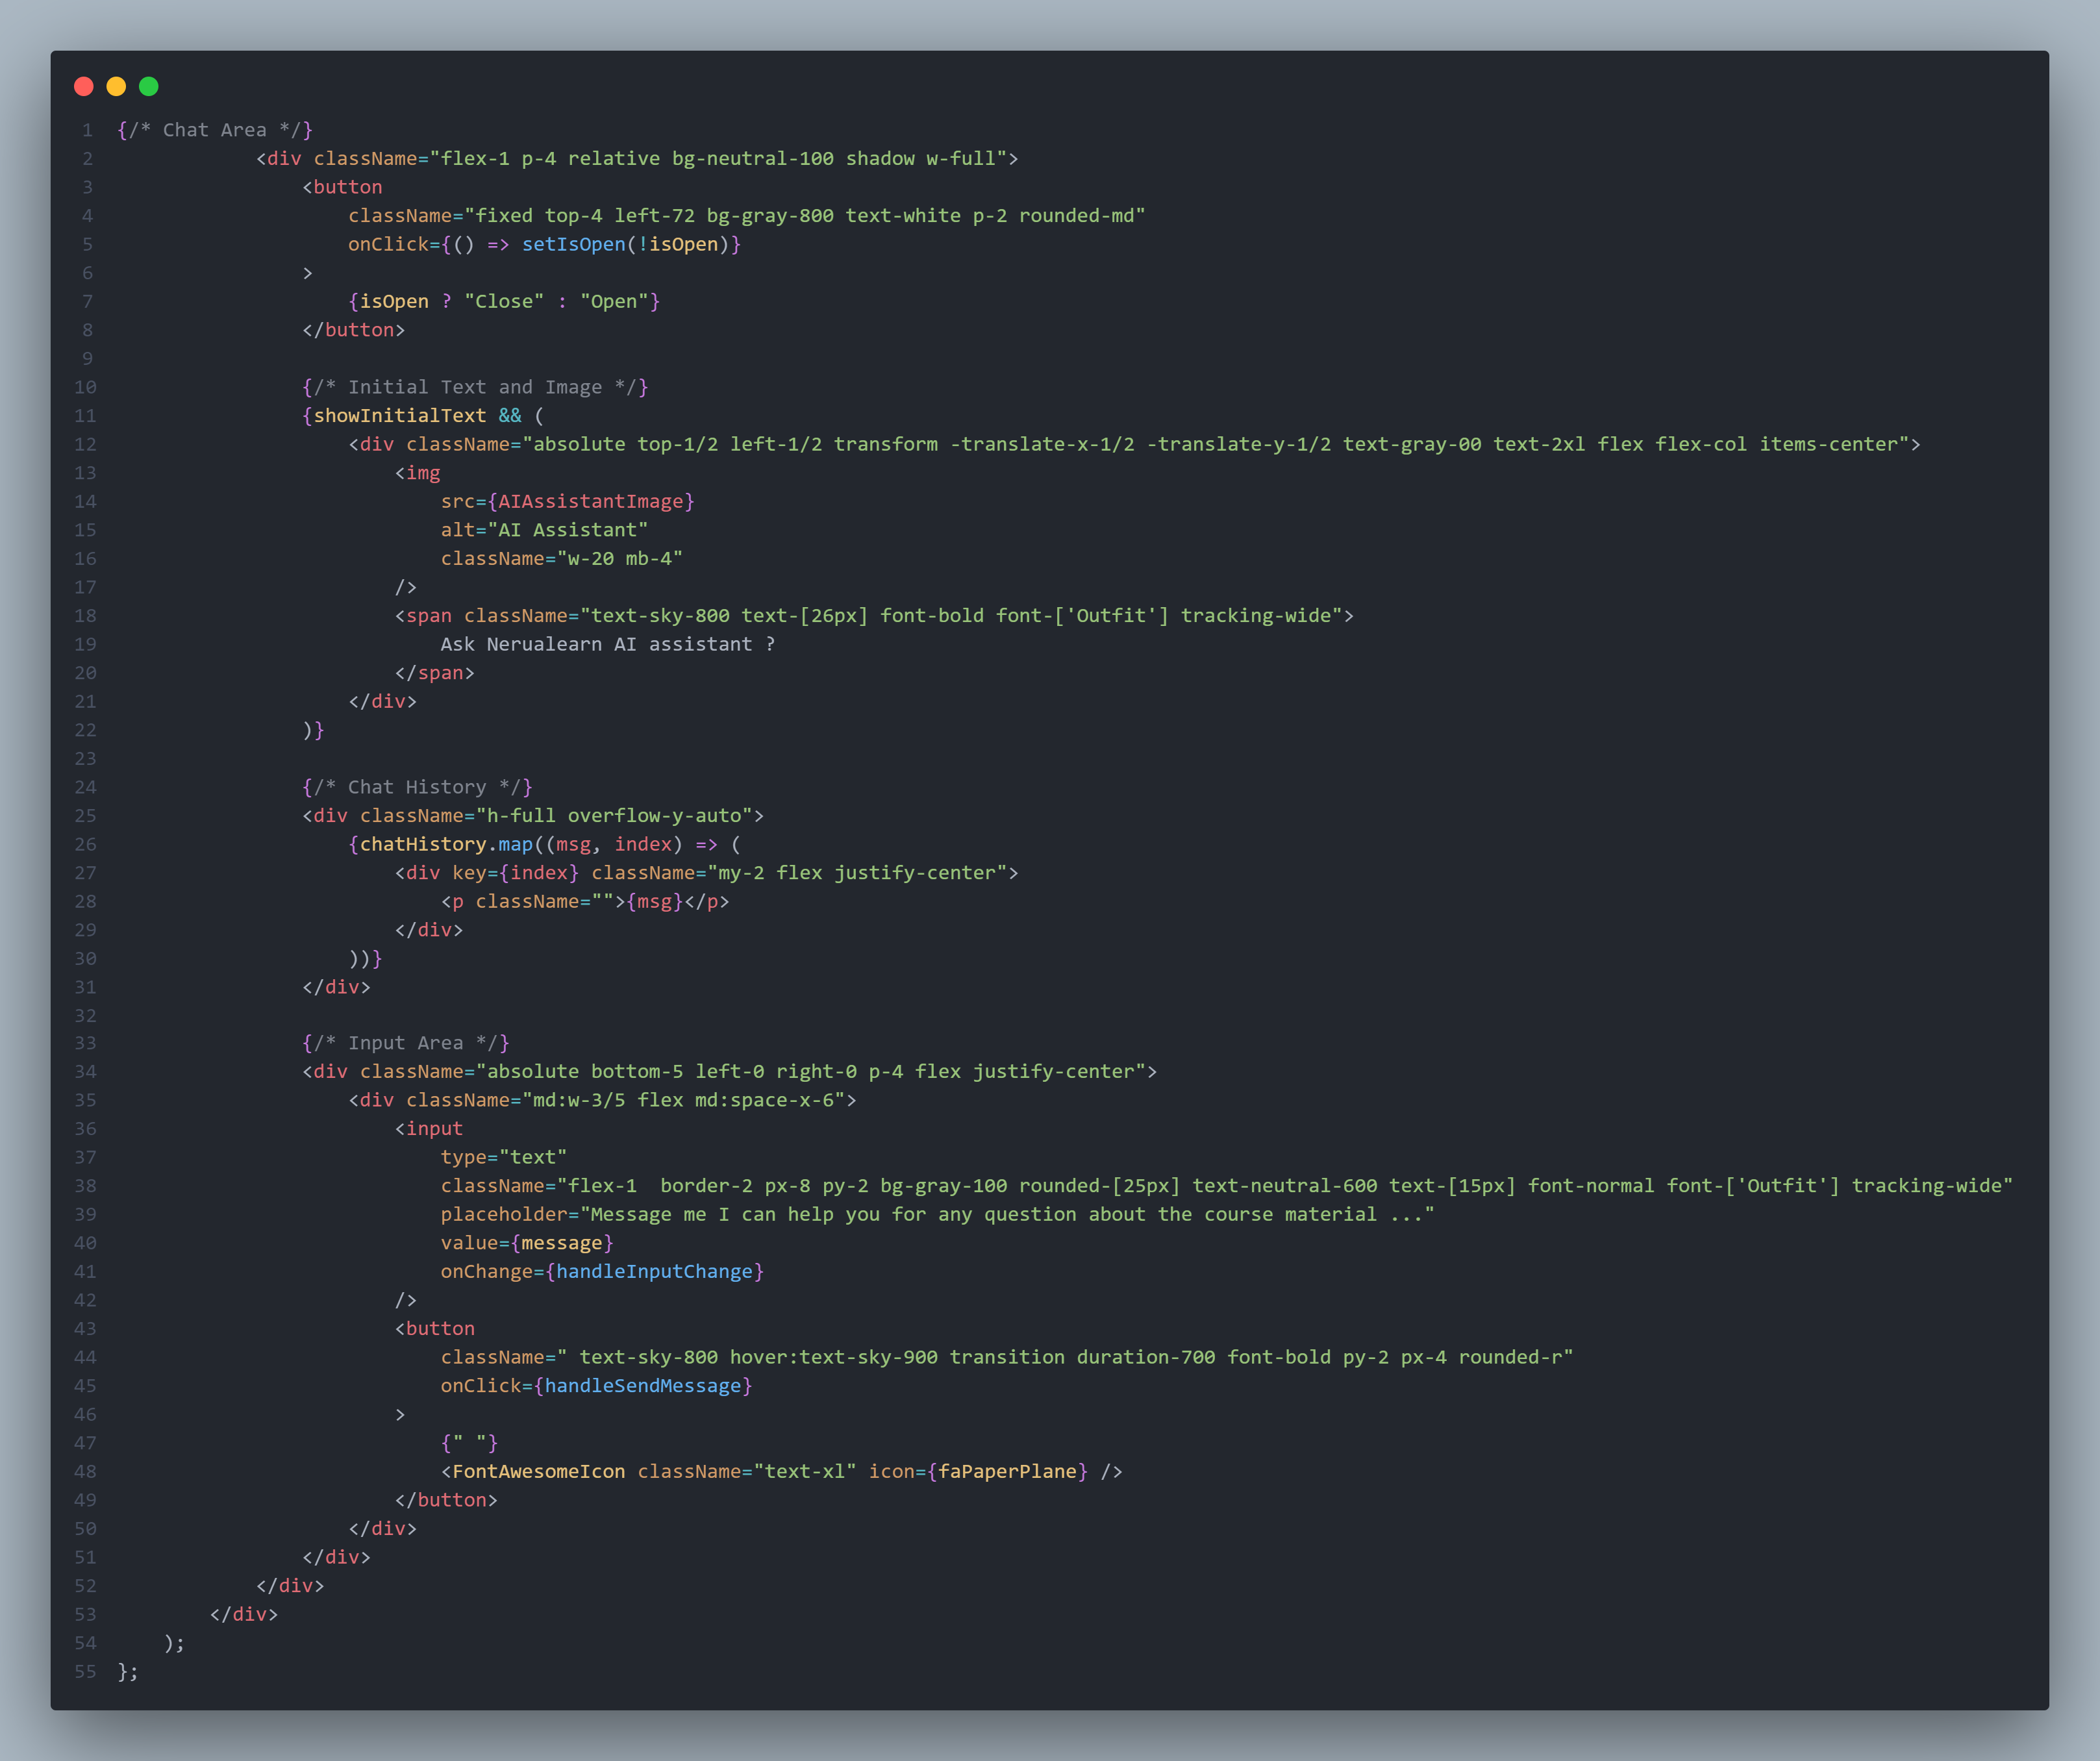 1 {/* Chat Area */}
2             <div className="flex-1 p-4 relative bg-neutral-100 shadow w-full">
3                 <button
4                     className="fixed top-4 left-72 bg-gray-800 text-white p-2 rounded-md"
5                     onClick={() => setIsOpen(!isOpen)}
6                 >
7                     {isOpen ? "Close" : "Open"}
8                 </button>
9
10                 {/* Initial Text and Image */}
11                 {showInitialText && (
12                     <div className="absolute top-1/2 left-1/2 transform -translate-x-1/2 -translate-y-1/2 text-gray-00 text-2xl flex flex-col items-center">
13                         <img
14                             src={AIAssistantImage}
15                             alt="AI Assistant"
16                             className="w-20 mb-4"
17                         />
18                         <span className="text-sky-800 text-[26px] font-bold font-['Outfit'] tracking-wide">
19                             Ask Nerualearn AI assistant ?
20                         </span>
21                     </div>
22                 )}
23
24                 {/* Chat History */}
25                 <div className="h-full overflow-y-auto">
26                     {chatHistory.map((msg, index) => (
27                         <div key={index} className="my-2 flex justify-center">
28                             <p className="">{msg}</p>
29                         </div>
30                     ))}
31                 </div>
32
33                 {/* Input Area */}
34                 <div className="absolute bottom-5 left-0 right-0 p-4 flex justify-center">
35                     <div className="md:w-3/5 flex md:space-x-6">
36                         <input
37                             type="text"
38                             className="flex-1  border-2 px-8 py-2 bg-gray-100 rounded-[25px] text-neutral-600 text-[15px] font-normal font-['Outfit'] tracking-wide"
39                             placeholder="Message me I can help you for any question about the course material ..."
40                             value={message}
41                             onChange={handleInputChange}
42                         />
43                         <button
44                             className=" text-sky-800 hover:text-sky-900 transition duration-700 font-bold py-2 px-4 rounded-r"
45                             onClick={handleSendMessage}
46                         >
47                             {" "}
48                             <FontAwesomeIcon className="text-xl" icon={faPaperPlane} />
49                         </button>
50                     </div>
51                 </div>
52             </div>
53         </div>
54     );
55 };